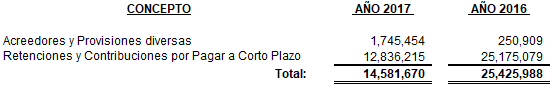 CONCEPTO AÑO 2017 AÑO 2016
Acreedores y Provisiones diversas 1,745,454 250,909
Retenciones y Contribuciones por Pagar a Corto Plazo 12,836,215 25,175,079
Total: 14,581,670 25,425,988